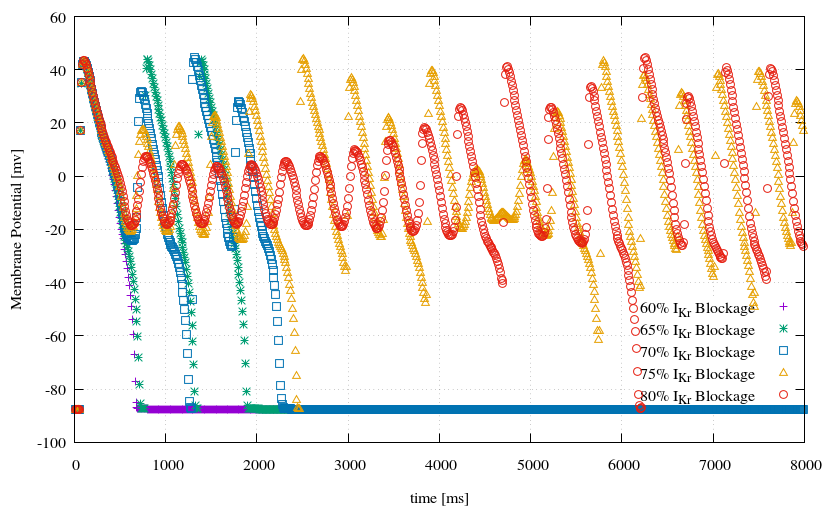 60
40
20
0
-20
-40
-60
-80
-100
Membrane Potential [mv]
60% I_Kr Blockage
65% I_Kr Blockage
70% I_Kr Blockage
75% I_Kr Blockage
80% I_Kr Blockage
0 1000 2000 3000 4000 5000 6000 7000 8000
time [ms]